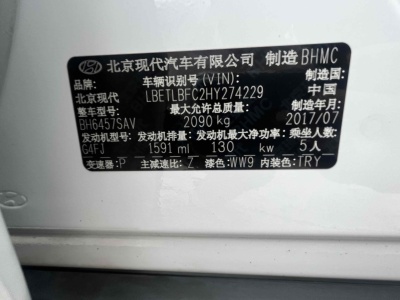 北京现代汽车有限公司 制造 BHMC
品牌: 车辆识别号(VIN): 制造国:
北京现代 LBETLBFC2HY274229 中国
整车型号: 最大允许总质量: 制造年月:
BH6457SAV 2090 kg 2017/07
发动机型号: 发动机排量: 最大净功率: 乘坐人数:
G4FJ 1591 ml 130 kw 5人
变速器: P 主减速比: Z 漆色: WW9 内装色: TRY